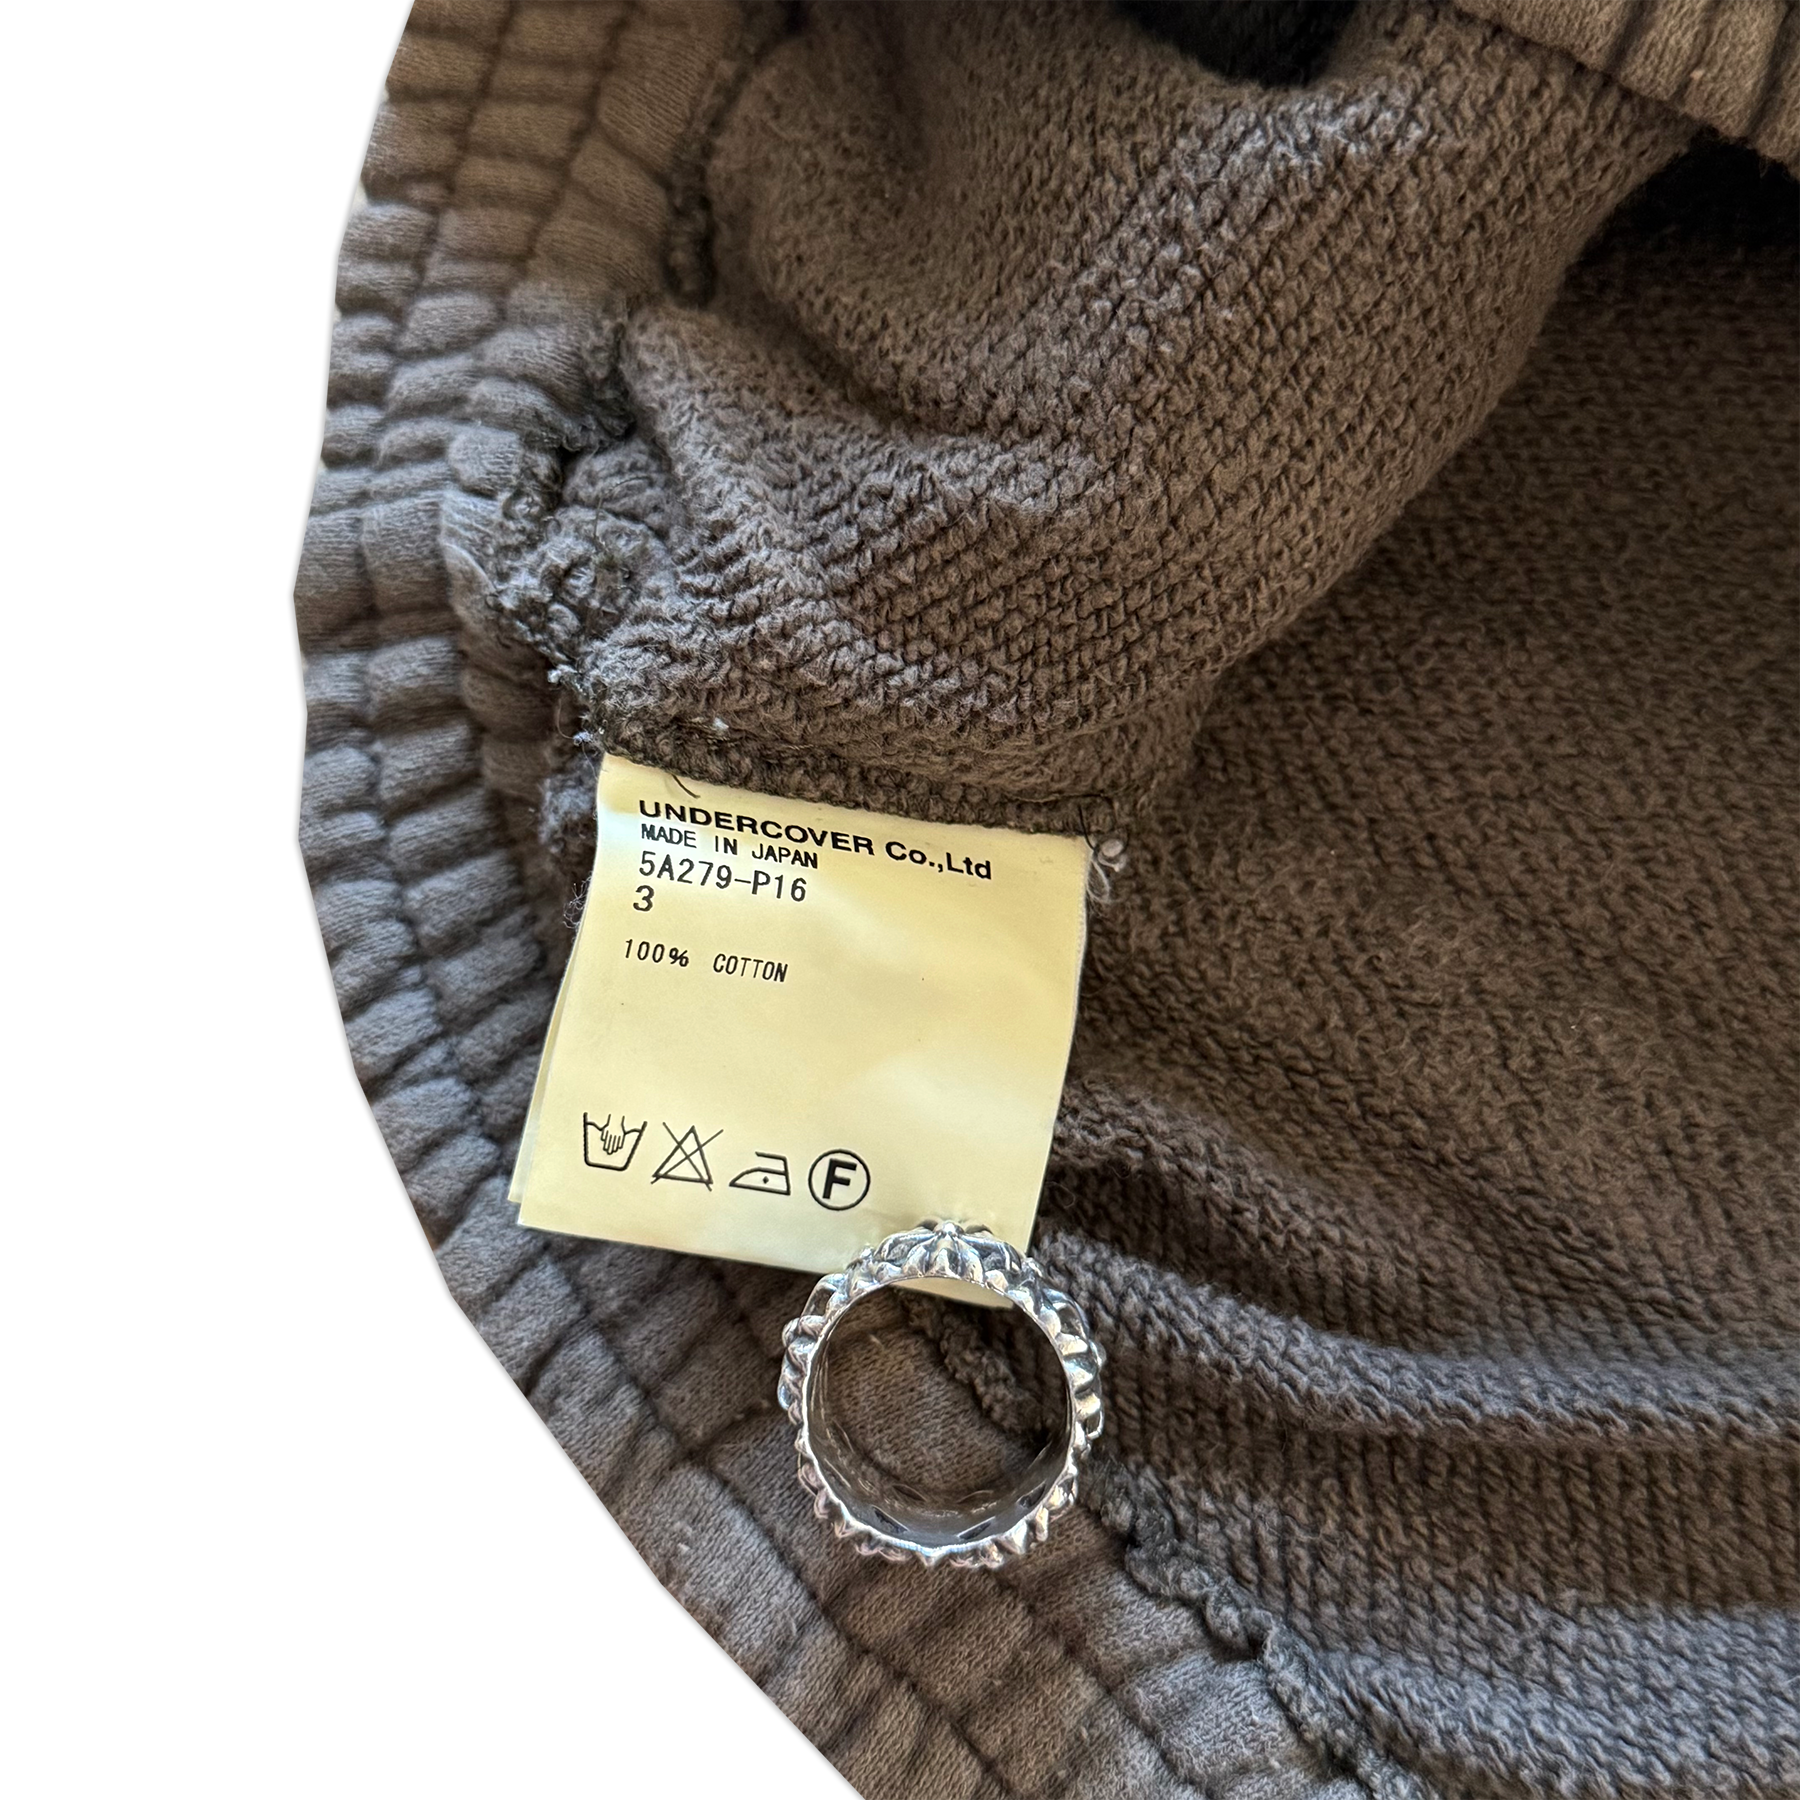 UNDERCOVER Co.,Ltd
MADE IN JAPAN
5A279-P16
3
100% COTTON
F